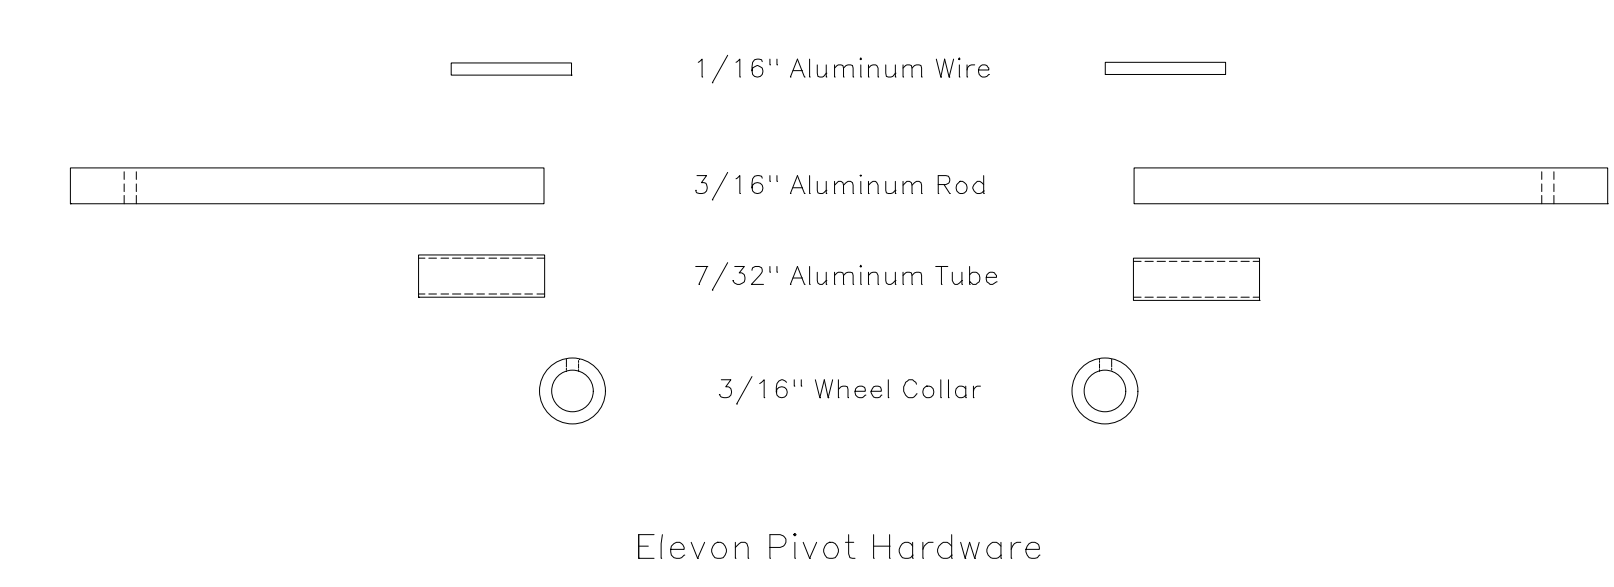 1/16" Aluminum Wire
3/16" Aluminum Rod
7/32" Aluminum Tube
3/16" Wheel Collar
Elevon Pivot Hardware